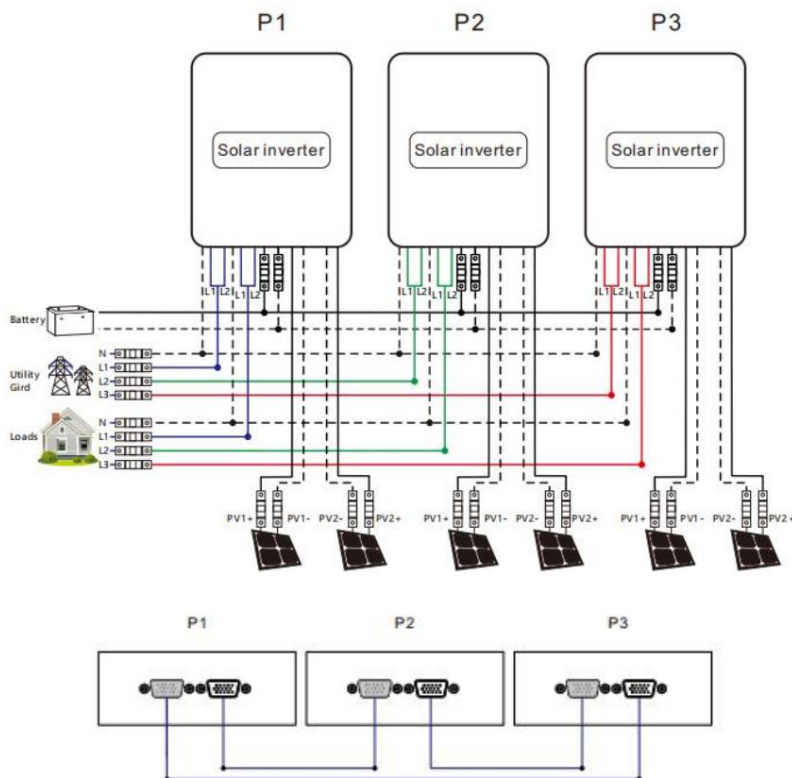 P1 P2 P3
Solar inverter Solar inverter Solar inverter
L1 L2 L1 L2 L1 L2 L1 L2 L1 L2 L1 L2
Battery
N
L1
Utility
Gird
L2
L3
N
Loads
L1
L2
L3
PV1+ PV1- PV2- PV2+ PV1+ PV1- PV2- PV2+ PV1+ PV1- PV2- PV2+
P1 P2 P3